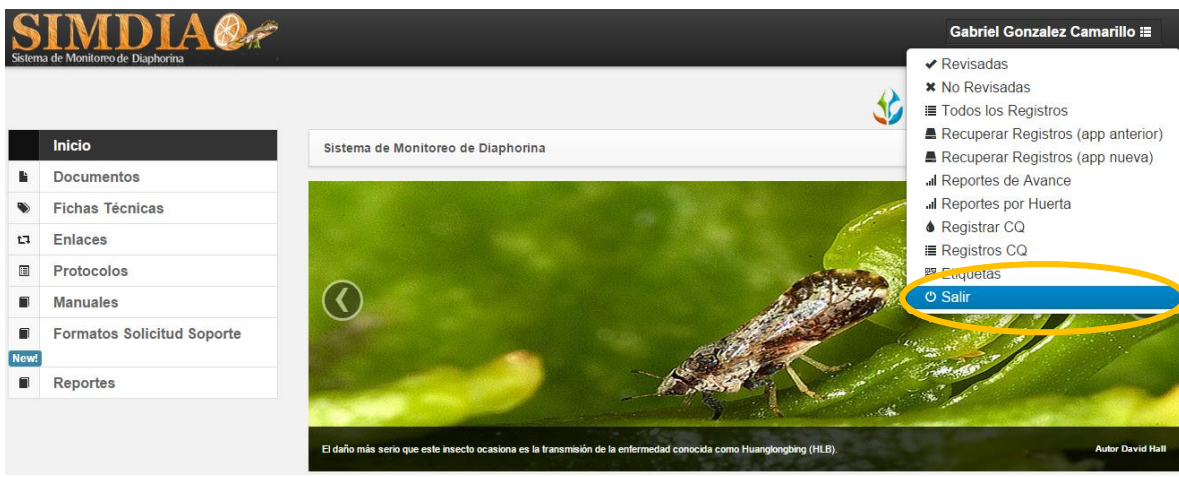 SIMDIA
Sistema de Monitoreo de Diaphorina
Gabriel Gonzalez Camarillo
Revisadas
No Revisadas
Todos los Registros
Recuperar Registros (app anterior)
Recuperar Registros (app nueva)
Reportes de Avance
Reportes por Huerta
Registrar CQ
Registros CQ
Etiquetas
Salir
Inicio
Documentos
Fichas Técnicas
Enlaces
Protocolos
Manuales
Formatos Solicitud Soporte
New!
Reportes
Sistema de Monitoreo de Diaphorina
El daño más serio que este insecto ocasiona es la transmisión de la enfermedad conocida como Huanglongbing (HLB).
Autor David Hall